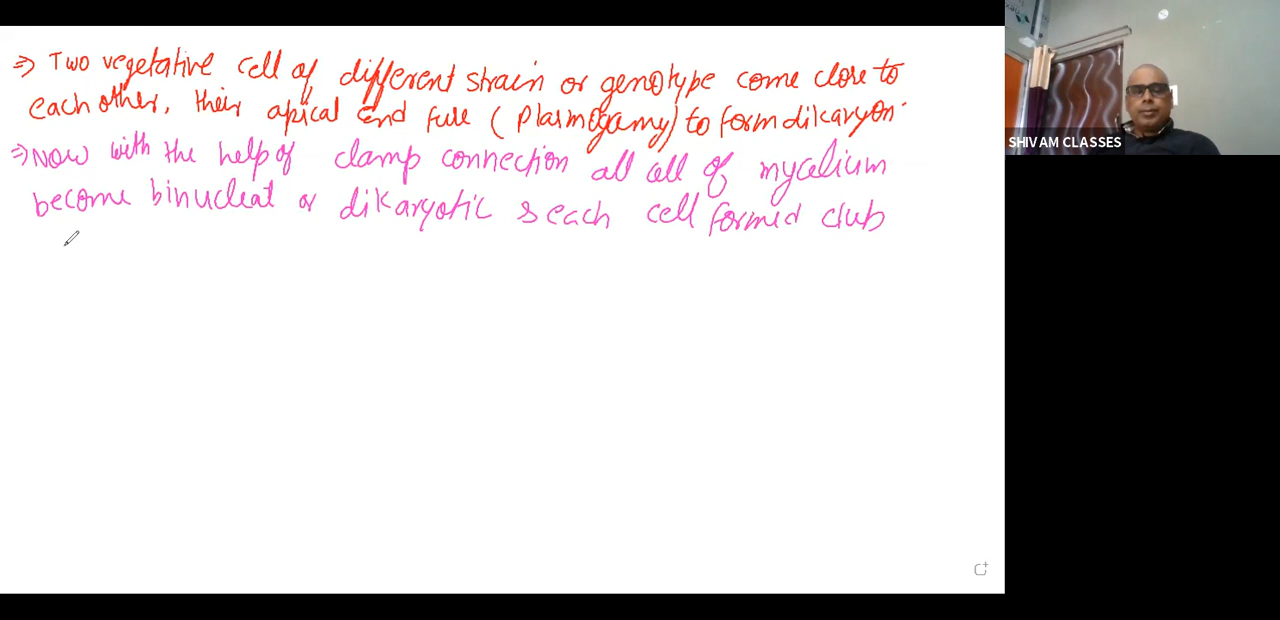 ⇒ Two vegetative cell of different strain or genotype come close to
each other, their apical end fuse (Plasmogamy) to form dikaryon.
⇒ Now with the help of clamp connection all cell of mycelium
become binucleat or dikaryotic & each cell formed club
SHIVAM CLASSES